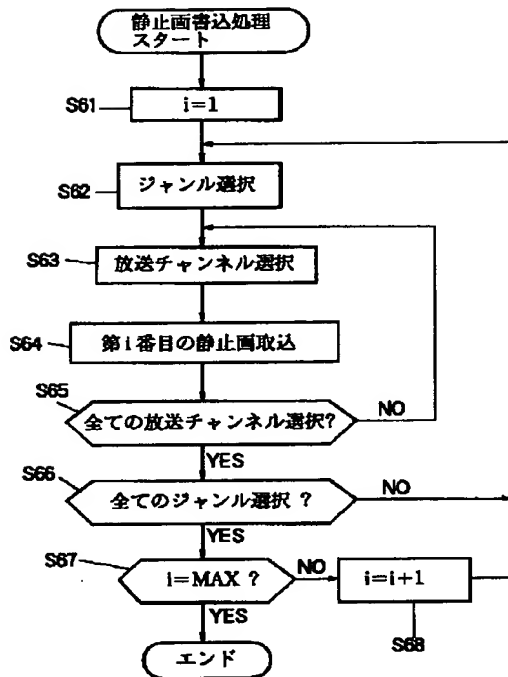 静止画書込処理
スタート
S61
i=1
S62
ジャンル選択
S63
放送チャンネル選択
S64
第i番目の静止画取込
S65
全ての放送チャンネル選択?
NO
YES
S66
全てのジャンル選択 ?
NO
YES
S67
i=MAX ?
NO
i=i+1
S68
YES
エンド